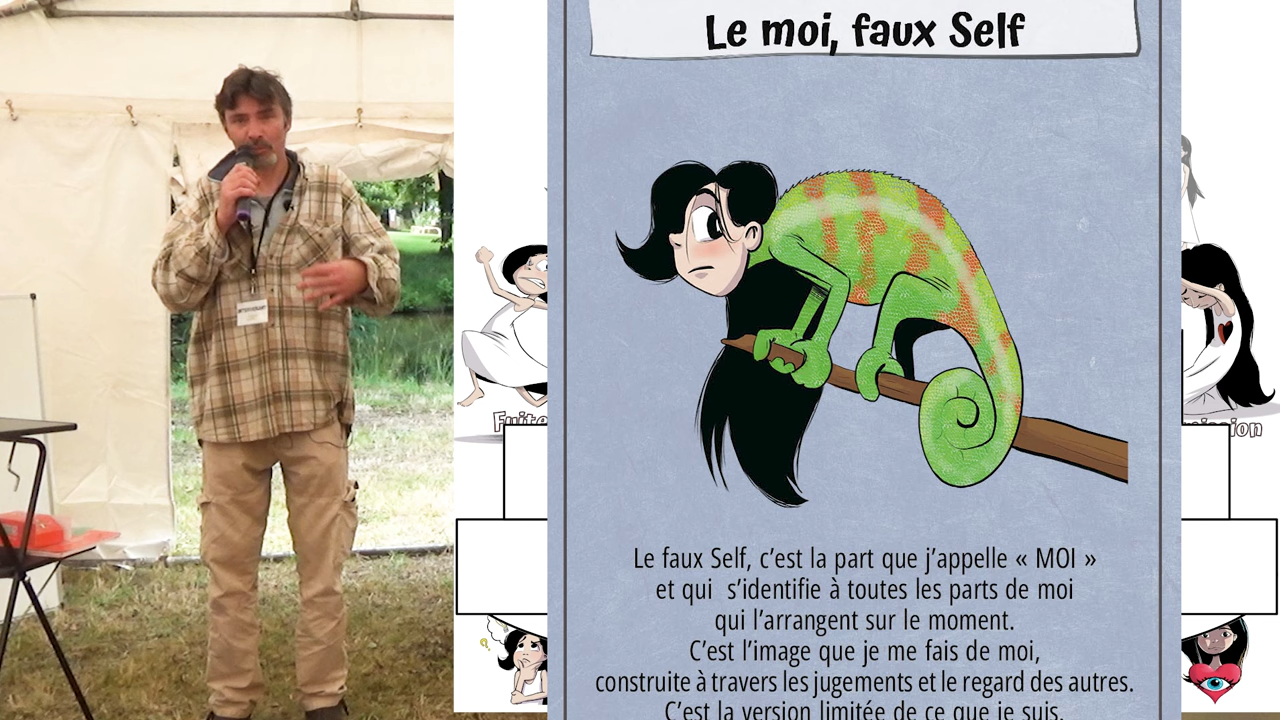 Le moi, faux Self
Fuite
ission
Le faux Self, c’est la part que j’appelle « MOI »
et qui s’identifie à toutes les parts de moi
qui l’arrangent sur le moment.
C’est l’image que je me fais de moi,
construite à travers les jugements et le regard des autres.
C’est la version limitée de ce que je suis.